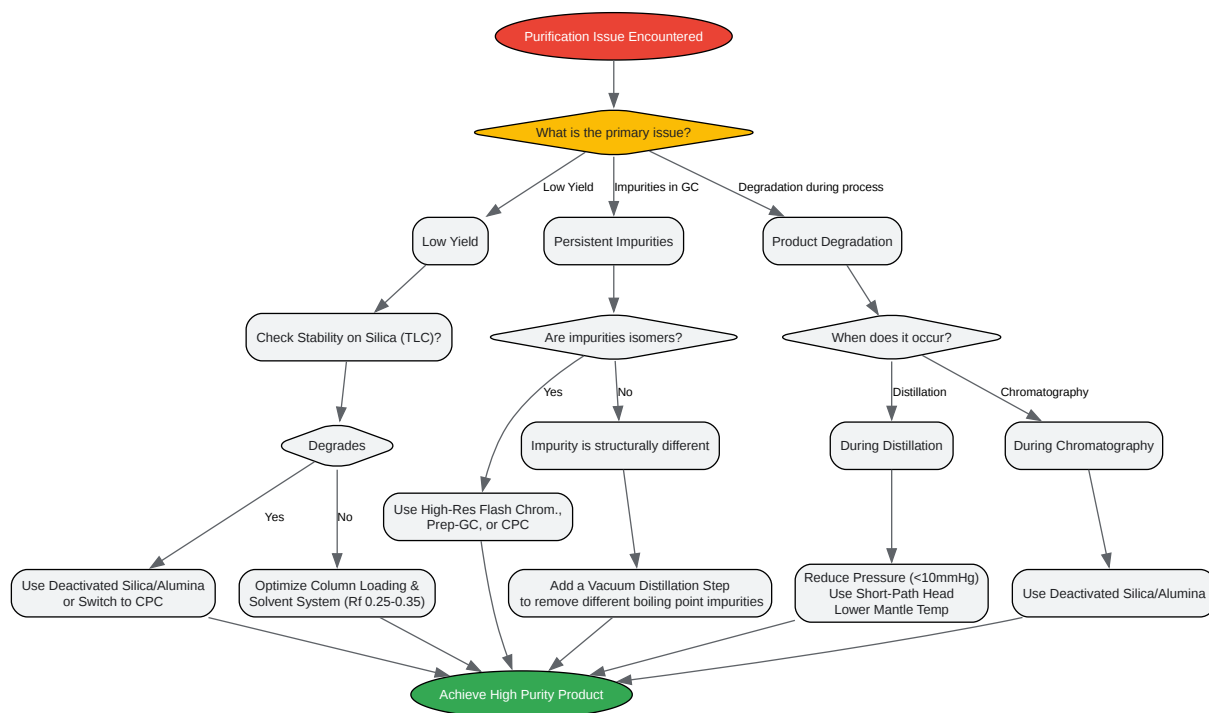 Purification Issue Encountered
What is the primary issue?
Low Yield
Impurities in GC
Degradation during process
Low Yield
Persistent Impurities
Product Degradation
Check Stability on Silica (TLC)?
Are impurities isomers?
When does it occur?
Yes
No
Distillation
Chromatography
Degrades
Impurity is structurally different
During Distillation
During Chromatography
Yes
No
Use High-Res Flash Chrom.,
Prep-GC, or CPC
Use Deactivated Silica/Alumina
or Switch to CPC
Optimize Column Loading &
Solvent System (Rf 0.25-0.35)
Add a Vacuum Distillation Step
to remove different boiling point impurities
Reduce Pressure (<10mmHg)
Use Short-Path Head
Lower Mantle Temp
Use Deactivated Silica/Alumina
Achieve High Purity Product